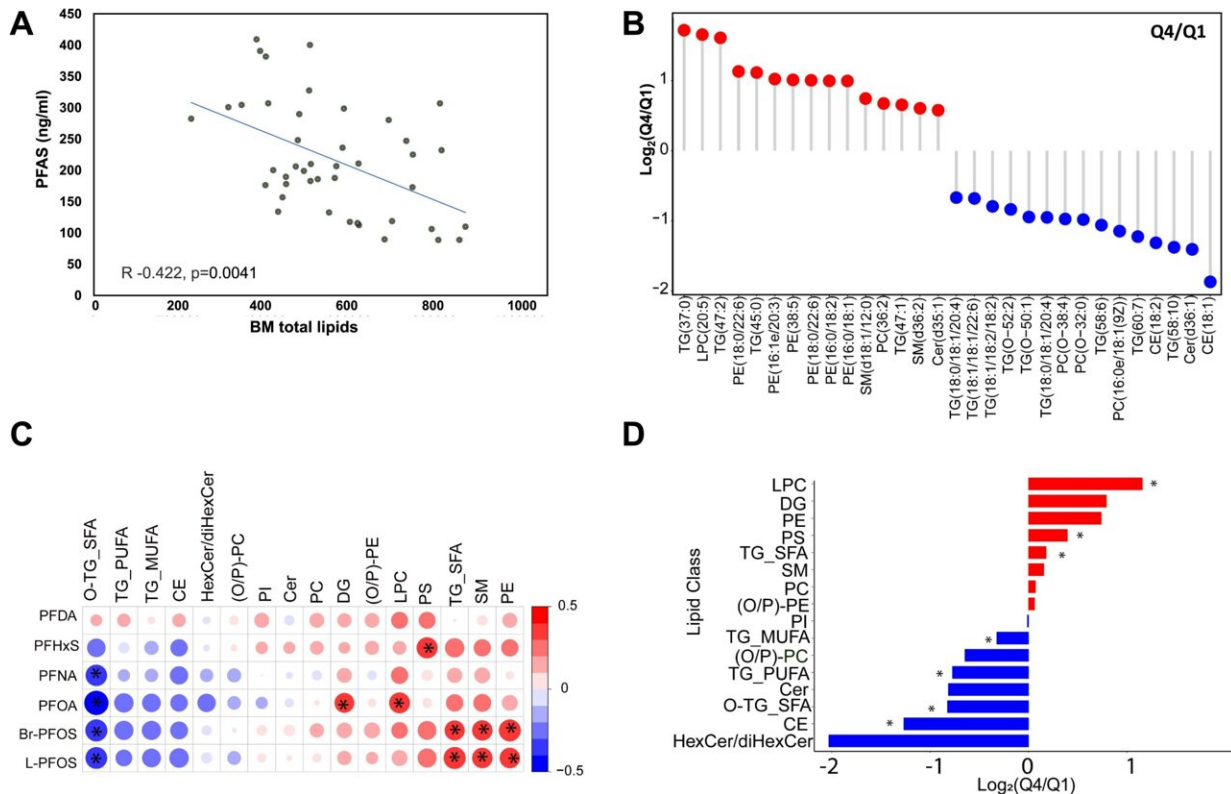 A
PFAS (ng/ml)
450
400
350
300
250
200
150
100
50
0
R -0.422, p=0.0041
0 200 400 600 800 1000
BM total lipids
B
Q4/Q1
Log₂(Q4/Q1)
1
0
−1
−2
TG(37:0)
LPC(20:5)
TG(47:2)
PE(18:0/22:6)
TG(45:0)
PE(16:1e/20:3)
PE(38:5)
PE(18:0/22:6)
PE(16:0/18:2)
PE(16:0/18:1)
SM(d18:1/12:0)
PC(36:2)
TG(47:1)
SM(d36:2)
Cer(d35:1)
TG(18:0/18:1/20:4)
TG(18:1/18:1/22:6)
TG(18:1/18:2/18:2)
TG(O−52:2)
TG(O−50:1)
TG(18:0/18:1/20:4)
PC(O−38:4)
PC(O−32:0)
TG(58:6)
PC(16:0e/18:1(9Z))
TG(60:7)
CE(18:2)
TG(58:10)
Cer(d36:1)
CE(18:1)
C
O-TG_SFA
TG_PUFA
TG_MUFA
CE
HexCer/diHexCer
(O/P)-PC
PI
Cer
PC
DG
(O/P)-PE
LPC
PS
TG_SFA
SM
PE
PFDA
PFHxS *
PFNA *
PFOA * * *
Br-PFOS * * * *
L-PFOS * * * *
0.5
0
−0.5
D
Lipid Class
LPC *
DG
PE
PS *
TG_SFA *
SM
PC
(O/P)-PE
PI
TG_MUFA *
(O/P)-PC
TG_PUFA *
Cer
O-TG_SFA *
CE *
HexCer/diHexCer
-2 -1 0 1
Log₂(Q4/Q1)